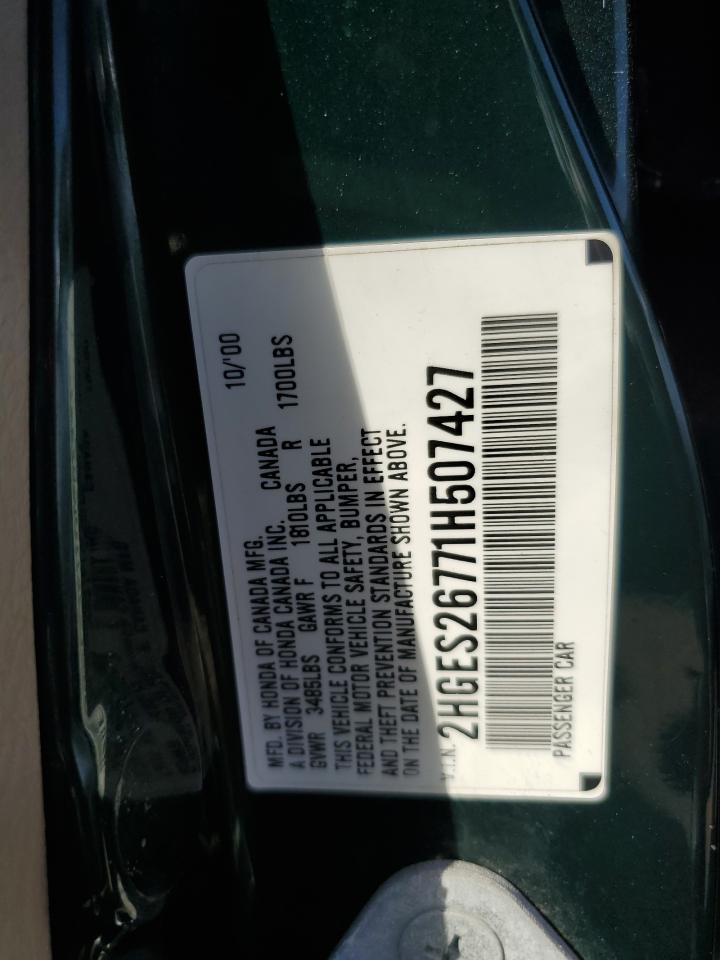 MFD. BY HONDA OF CANADA MFG. 10/'00
A DIVISION OF HONDA CANADA INC. CANADA
GVWR 3485LBS GAWR F 1810LBS R 1700LBS
THIS VEHICLE CONFORMS TO ALL APPLICABLE
FEDERAL MOTOR VEHICLE SAFETY, BUMPER,
AND THEFT PREVENTION STANDARDS IN EFFECT
ON THE DATE OF MANUFACTURE SHOWN ABOVE.
V.I.N. 2HGES26771H507427
PASSENGER CAR